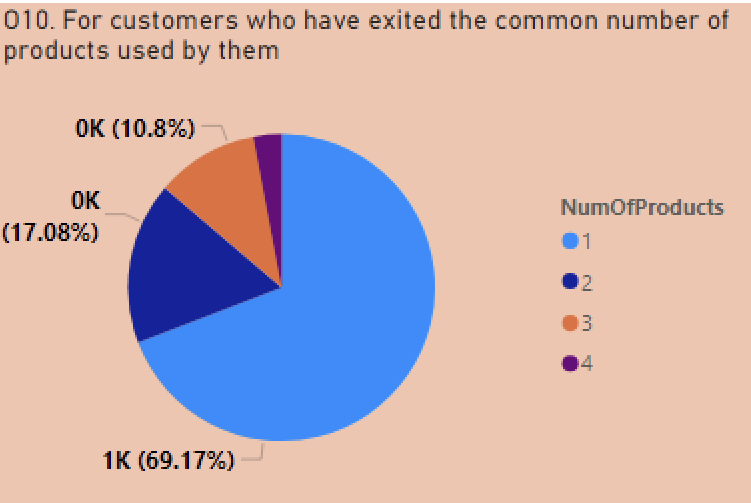 O10. For customers who have exited the common number of
products used by them
0K (10.8%)
0K
(17.08%)
1K (69.17%)
NumOfProducts
1
2
3
4